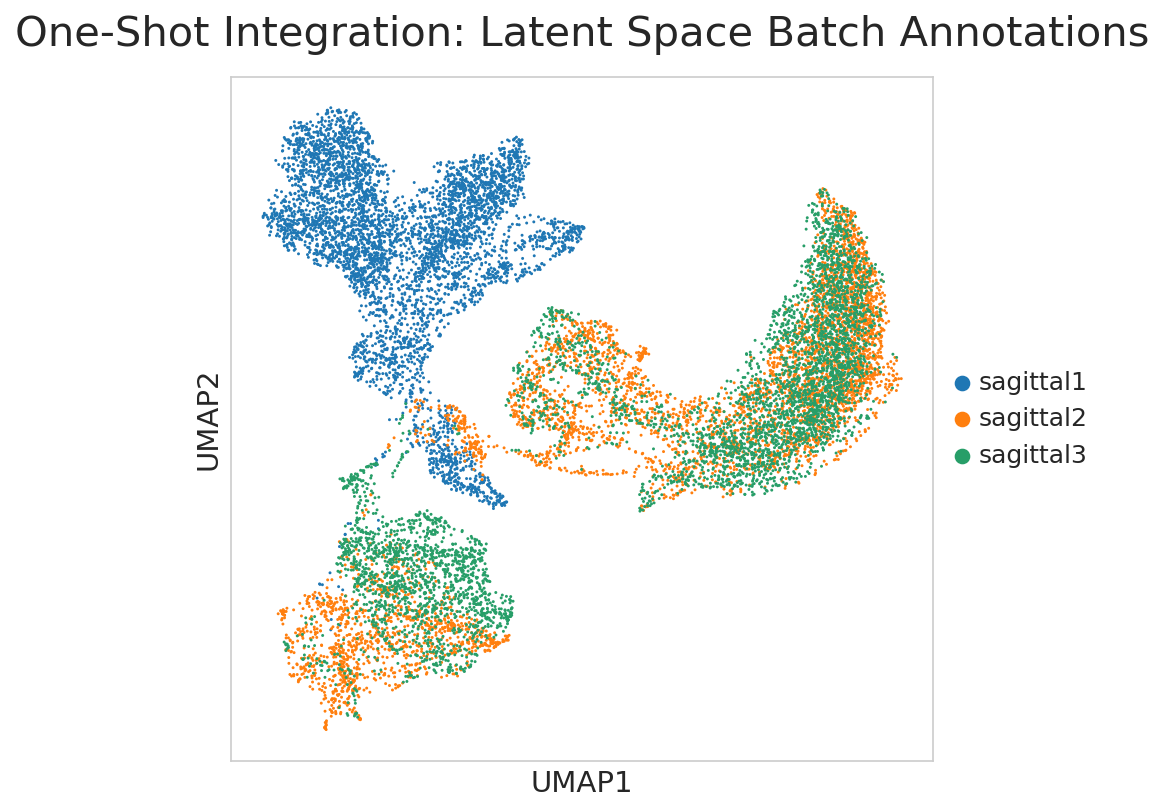 One-Shot Integration: Latent Space Batch Annotations
UMAP2
sagittal1
sagittal2
sagittal3
UMAP1